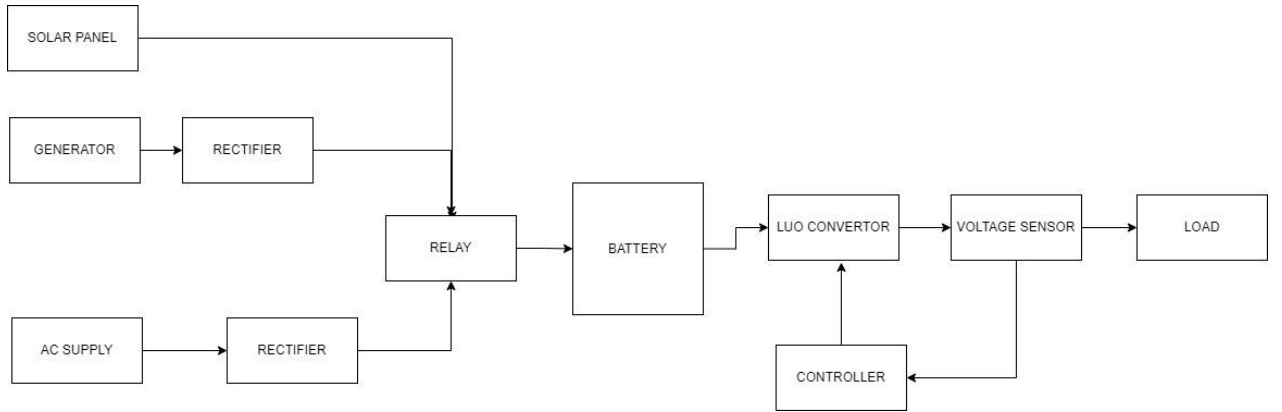 SOLAR PANEL
GENERATOR
RECTIFIER
RELAY
BATTERY
LUO CONVERTOR
VOLTAGE SENSOR
LOAD
AC SUPPLY
RECTIFIER
CONTROLLER